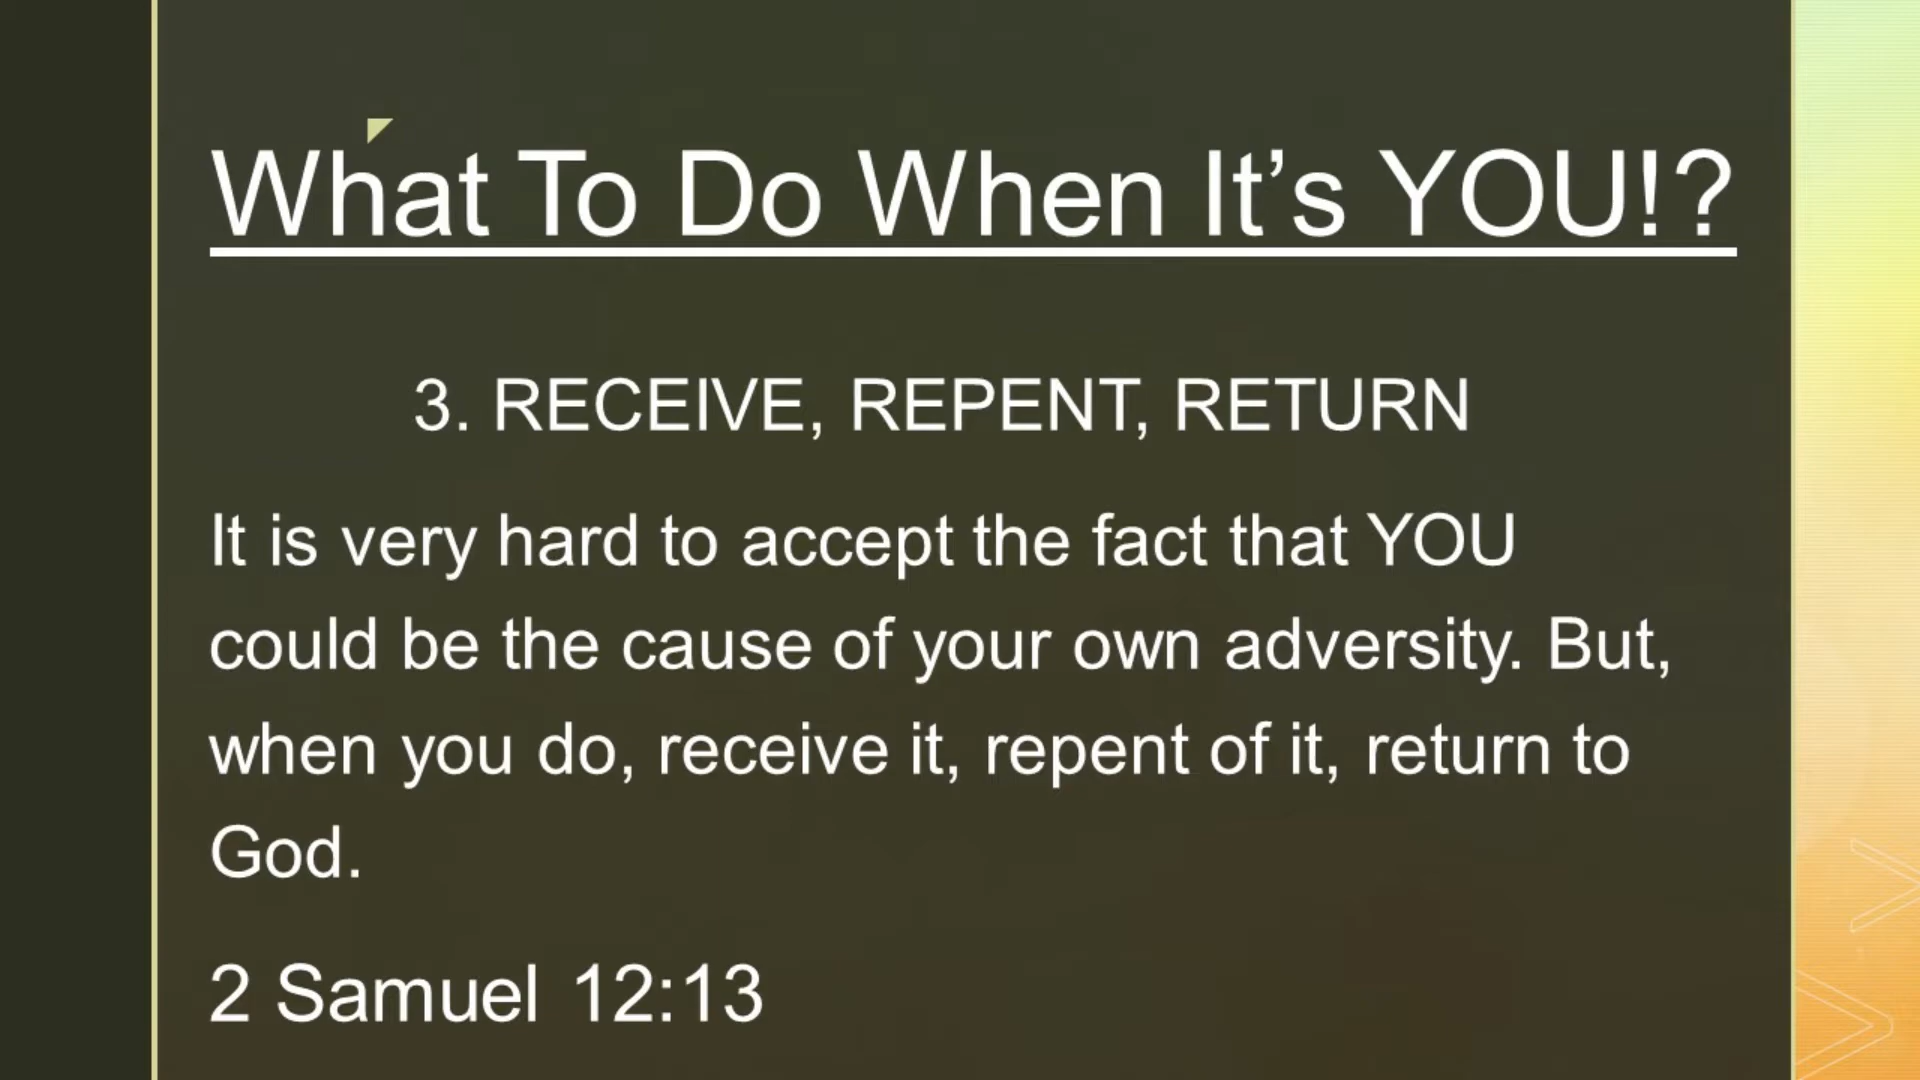 What To Do When It’s YOU!?
3. RECEIVE, REPENT, RETURN
It is very hard to accept the fact that YOU
could be the cause of your own adversity. But,
when you do, receive it, repent of it, return to
God.
2 Samuel 12:13